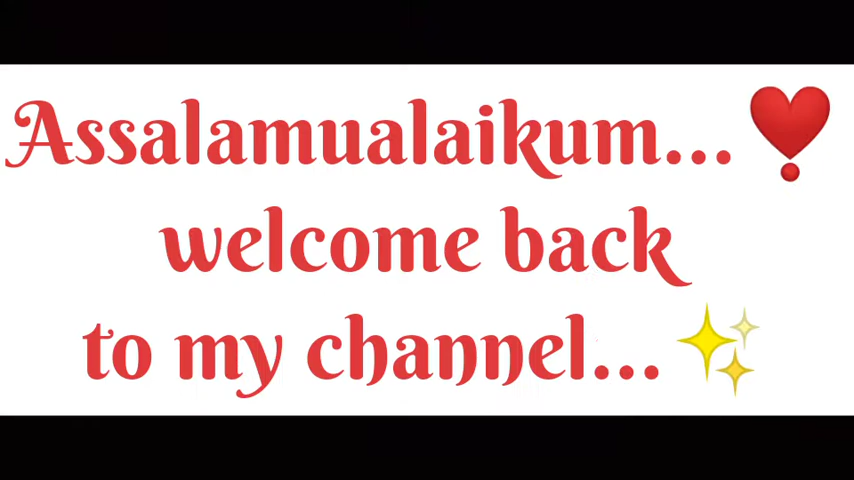 Assalamualaikum...❣️
welcome back
to my channel...✨